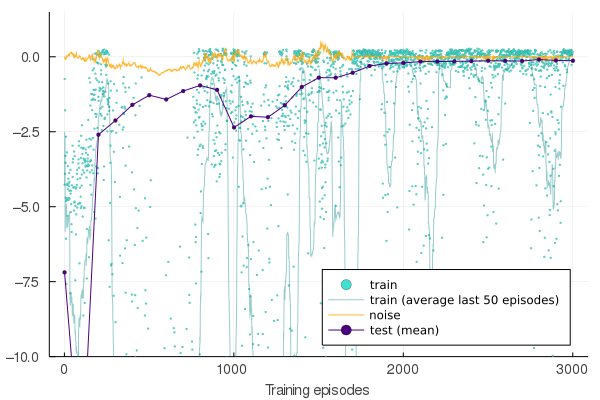 0.0
−2.5
−5.0
−7.5
−10.0
0
1000
2000
3000
Training episodes
train
train (average last 50 episodes)
noise
test (mean)